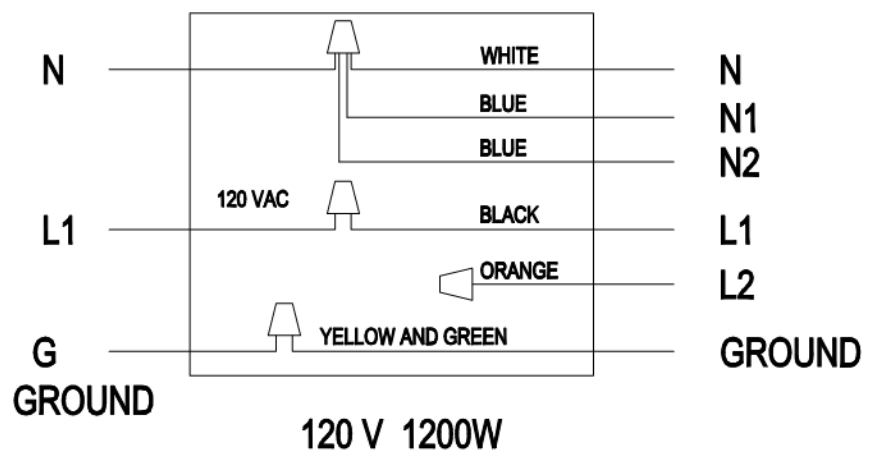 N WHITE N
BLUE N1
BLUE N2
120 VAC
L1 BLACK L1
ORANGE L2
G YELLOW AND GREEN GROUND
GROUND
120 V 1200W